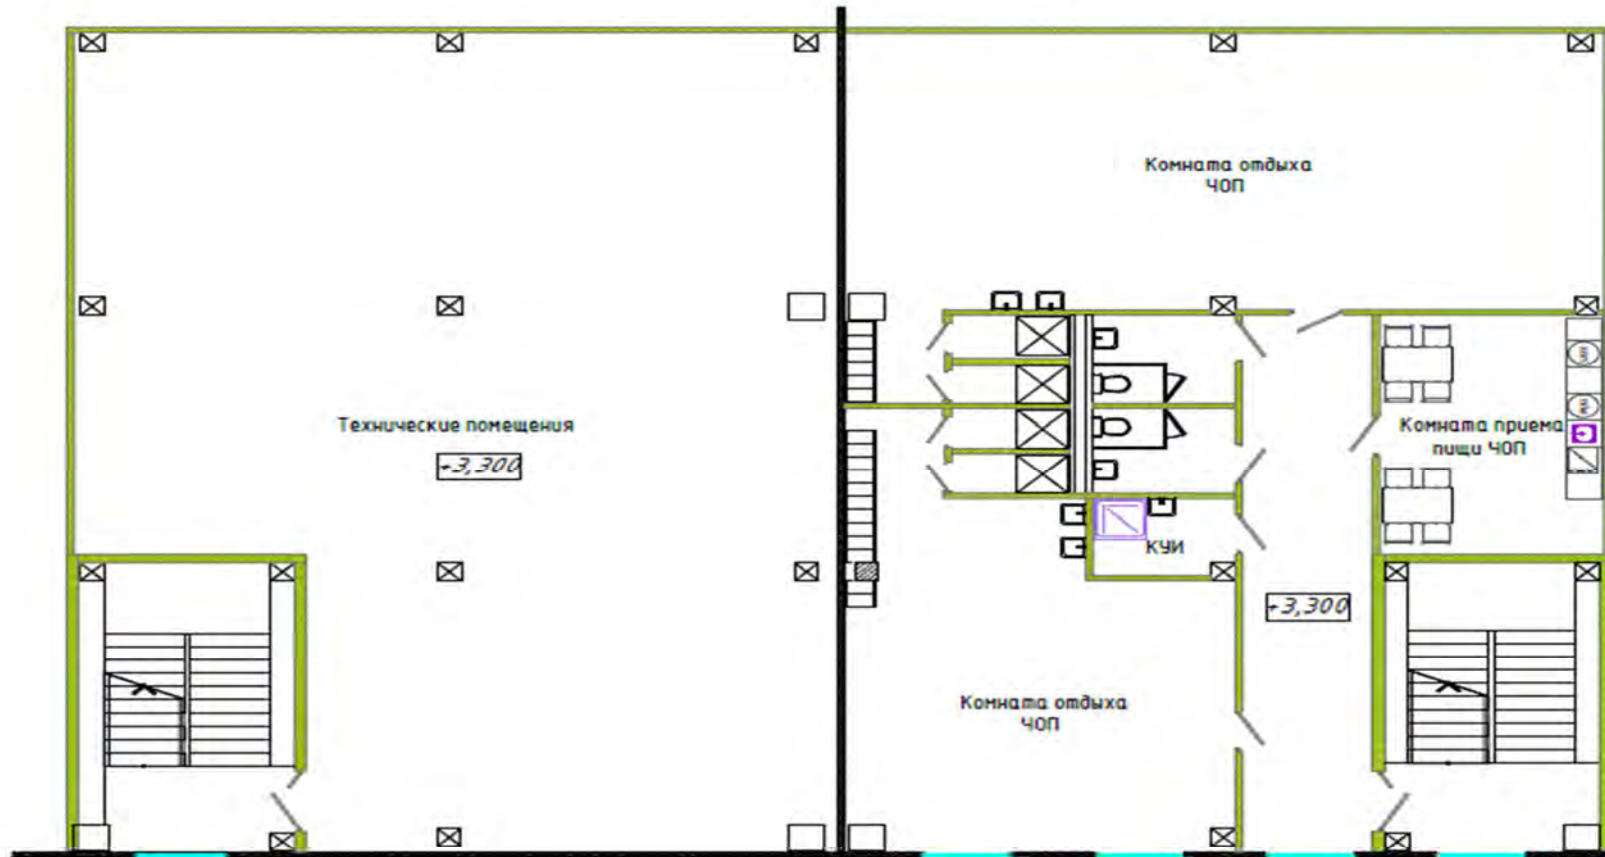 Комната отдыха
ЧОП
Технические помещения
+3,300
Комната приема
пищи ЧОП
КУИ
+3,300
Комната отдыха
ЧОП